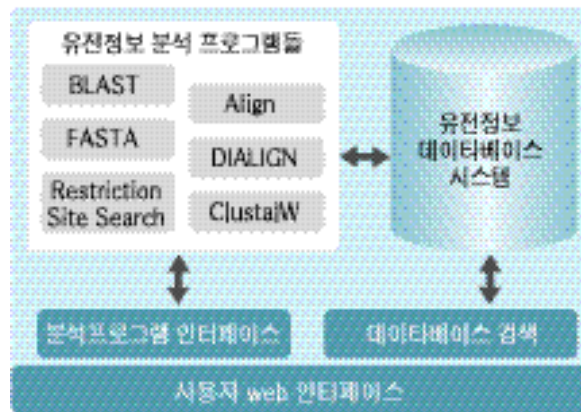 유전정보 분석 프로그램들
BLAST
FASTA
Restriction
Site Search
Align
DIALIGN
ClustalW
유전정보
데이타베이스
시스템
분석프로그램 인터페이스
데이타베이스 검색
사용자 web 인터페이스